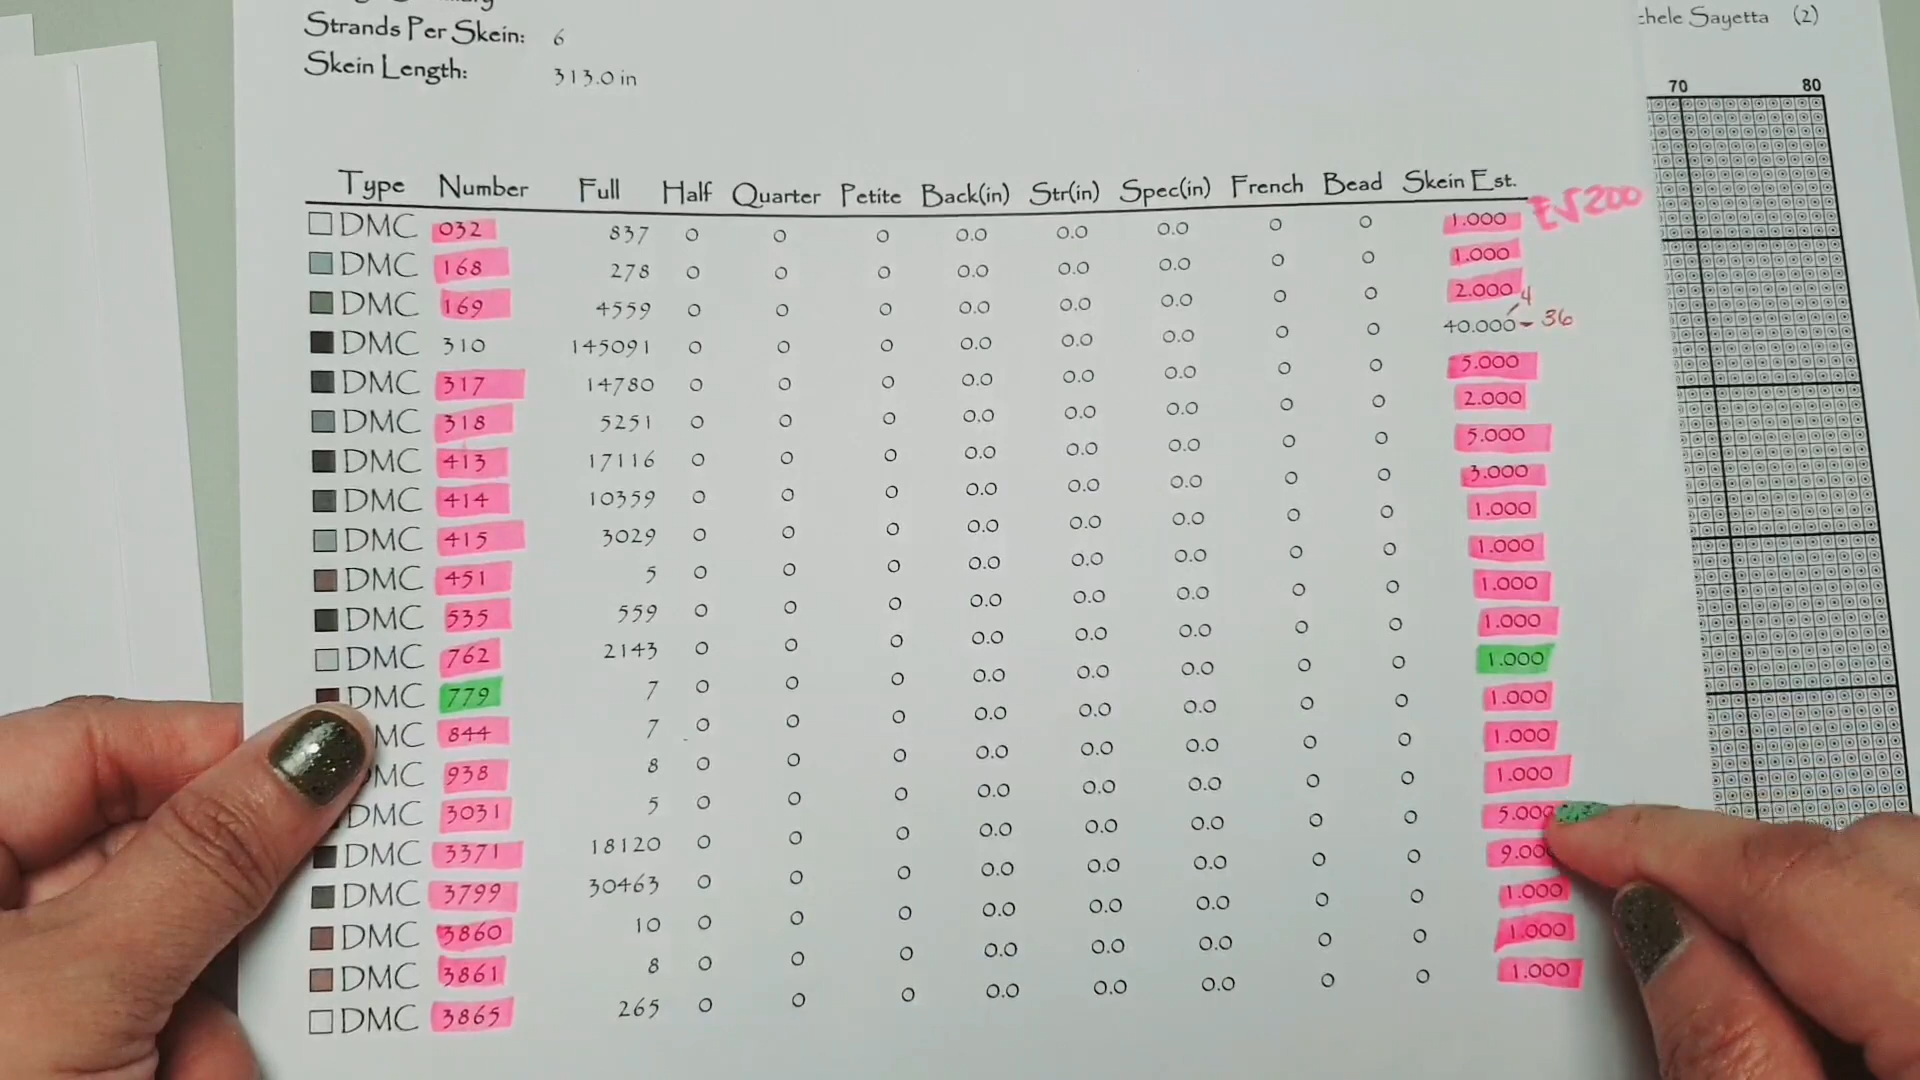 Strands Per Skein: 6
chele Sayetta (2)
Skein Length: 313.0 in
70 80
Type Number Full Half Quarter Petite Back(in) Str(in) Spec(in) French Bead Skein Est.
DMC 032 837 0 0 0 0.0 0.0 0.0 0 0 1.000 200
DMC 168 278 0 0 0 0.0 0.0 0.0 0 0 1.000
DMC 169 4559 0 0 0 0.0 0.0 0.0 0 0 2.000
DMC 310 145091 0 0 0 0.0 0.0 0.0 0 0 40.000 4 - 36
DMC 317 14780 0 0 0 0.0 0.0 0.0 0 0 5.000
DMC 318 5251 0 0 0 0.0 0.0 0.0 0 0 2.000
DMC 413 17116 0 0 0 0.0 0.0 0.0 0 0 5.000
DMC 414 10359 0 0 0 0.0 0.0 0.0 0 0 3.000
DMC 415 3029 0 0 0 0.0 0.0 0.0 0 0 1.000
DMC 451 5 0 0 0 0.0 0.0 0.0 0 0 1.000
DMC 535 559 0 0 0 0.0 0.0 0.0 0 0 1.000
DMC 762 2143 0 0 0 0.0 0.0 0.0 0 0 1.000
DMC 779 7 0 0 0 0.0 0.0 0.0 0 0 1.000
MC 844 7 0 0 0 0.0 0.0 0.0 0 0 1.000
MC 938 8 0 0 0 0.0 0.0 0.0 0 0 1.000
DMC 3031 5 0 0 0 0.0 0.0 0.0 0 0 1.000
DMC 3371 18120 0 0 0 0.0 0.0 0.0 0 0 5.000
DMC 3799 30463 0 0 0 0.0 0.0 0.0 0 0 9.00
DMC 3860 10 0 0 0 0.0 0.0 0.0 0 0 1.000
DMC 3861 8 0 0 0 0.0 0.0 0.0 0 0 1.000
DMC 3865 265 0 0 0 0.0 0.0 0.0 0 0 1.000